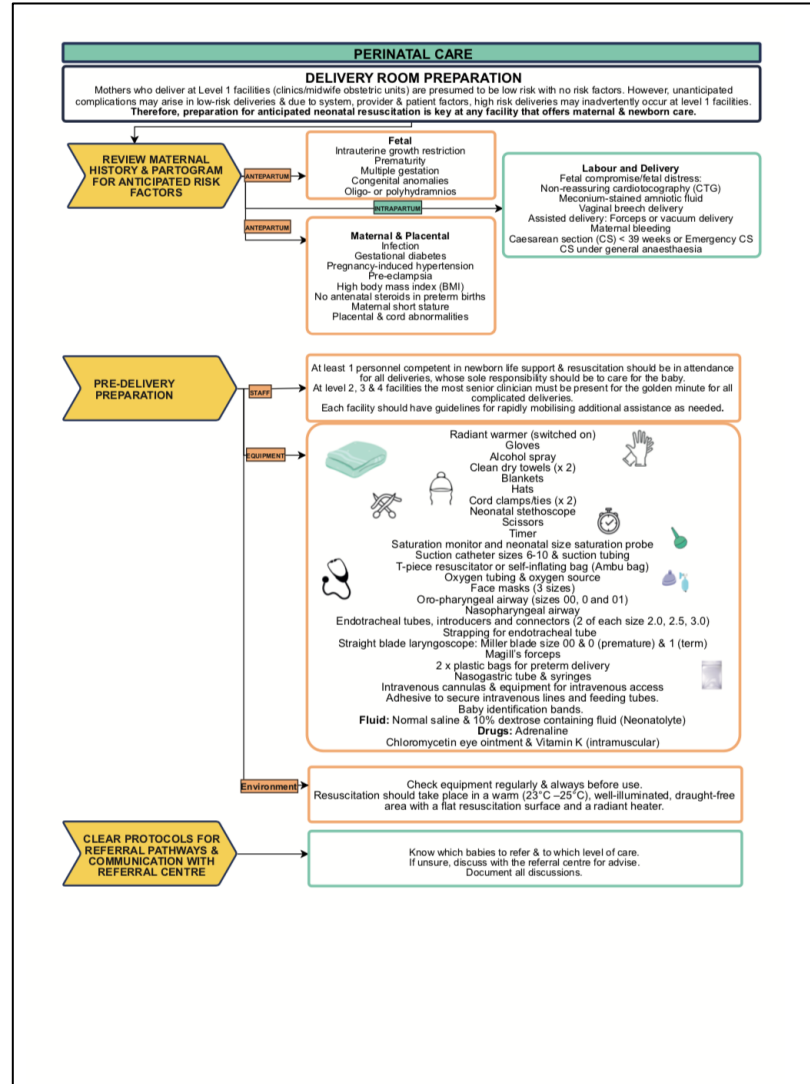 PERINATAL CARE
DELIVERY ROOM PREPARATION
Mothers who deliver at Level 1 facilities (clinics/midwife obstetric units) are presumed to be low risk with no risk factors. However, unanticipated
complications may arise in low-risk deliveries & due to system, provider & patient factors, high risk deliveries may inadvertently occur at level 1 facilities.
Therefore, preparation for anticipated neonatal resuscitation is key at any facility that offers maternal & newborn care.
REVIEW MATERNAL
HISTORY & PARTOGRAM
FOR ANTICIPATED RISK
FACTORS
ANTEPARTUM
Fetal
Intrauterine growth restriction
Prematurity
Multiple gestation
Congenital anomalies
Oligo- or polyhydramnios
INTRAPARTUM
Labour and Delivery
Fetal compromise/fetal distress:
Non-reassuring cardiotocography (CTG)
Meconium-stained amniotic fluid
Vaginal breech delivery
Assisted delivery: Forceps or vacuum delivery
Maternal bleeding
Caesarean section (CS) < 39 weeks or Emergency CS
CS under general anaesthesia
ANTEPARTUM
Maternal & Placental
Infection
Gestational diabetes
Pregnancy-induced hypertension
Pre-eclampsia
High body mass index (BMI)
No antenatal steroids in preterm births
Maternal short stature
Placental & cord abnormalities
PRE-DELIVERY
PREPARATION
STAFF
At least 1 personnel competent in newborn life support & resuscitation should be in attendance
for all deliveries, whose sole responsibility should be to care for the baby.
At level 2, 3 & 4 facilities the most senior clinician must be present for the golden minute for all
complicated deliveries.
Each facility should have guidelines for rapidly mobilising additional assistance as needed.
EQUIPMENT
Radiant warmer (switched on)
Gloves
Alcohol spray
Clean dry towels (x 2)
Blankets
Hats
Cord clamps/ties (x 2)
Neonatal stethoscope
Scissors
Timer
Saturation monitor and neonatal size saturation probe
Suction catheter sizes 6-10 & suction tubing
T-piece resuscitator or self-inflating bag (Ambu bag)
Oxygen tubing & oxygen source
Face masks (3 sizes)
Oro-pharyngeal airway (sizes 00, 0 and 01)
Nasopharyngeal airway
Endotracheal tubes, introducers and connectors (2 of each size 2.0, 2.5, 3.0)
Strapping for endotracheal tube
Straight blade laryngoscope: Miller blade size 00 & 0 (premature) & 1 (term)
Magill's forceps
2 x plastic bags for preterm delivery
Nasogastric tube & syringes
Intravenous cannulas & equipment for intravenous access
Adhesive to secure intravenous lines and feeding tubes.
Baby identification bands.
Fluid: Normal saline & 10% dextrose containing fluid (Neonatolyte)
Drugs: Adrenaline
Chloromycetin eye ointment & Vitamin K (intramuscular)
Environment
Check equipment regularly & always before use.
Resuscitation should take place in a warm (23°C –25°C), well-illuminated, draught-free
area with a flat resuscitation surface and a radiant heater.
CLEAR PROTOCOLS FOR
REFERRAL PATHWAYS &
COMMUNICATION WITH
REFERRAL CENTRE
Know which babies to refer & to which level of care.
If unsure, discuss with the referral centre for advise.
Document all discussions.